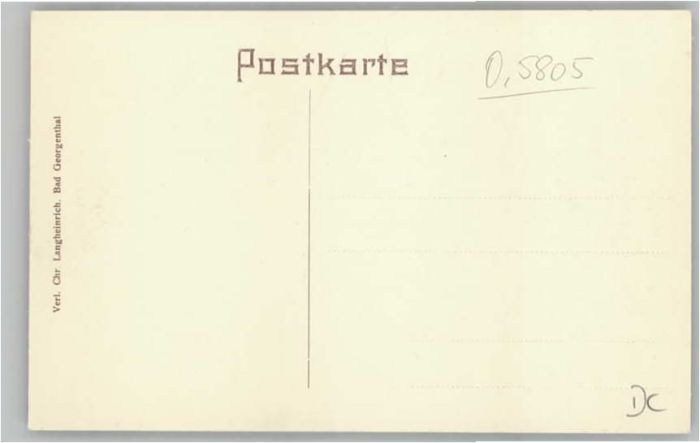 Postkarte
0,5805
Verl. Chr Langheinrich. Bad Georgenthal
DC